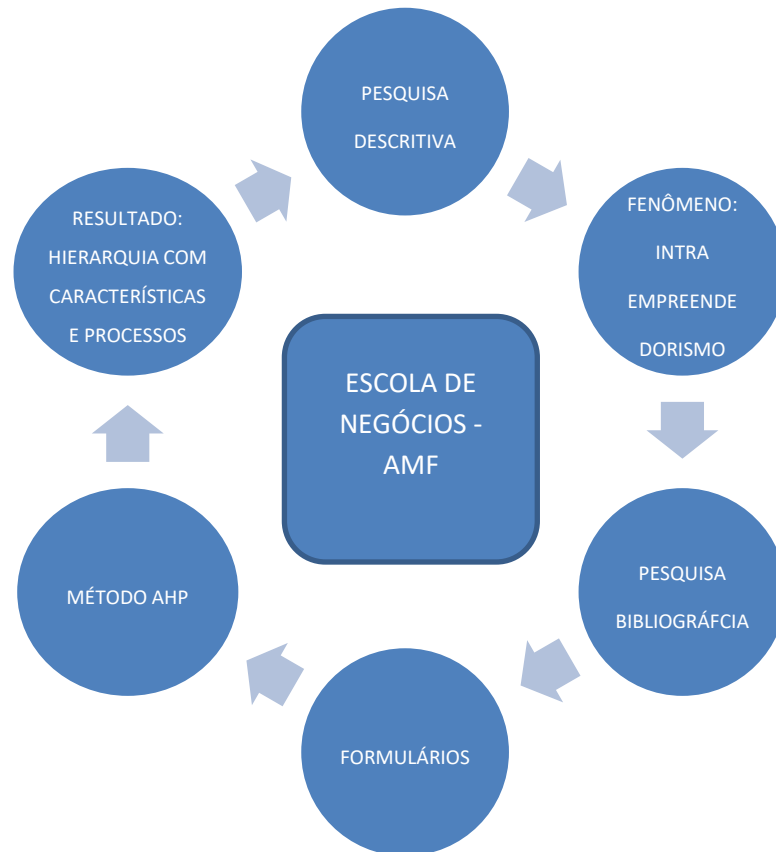 PESQUISA
DESCRITIVA
FENÔMENO:
INTRA
EMPREENDE
DORISMO
PESQUISA
BIBLIOGRÁFCIA
FORMULÁRIOS
MÉTODO AHP
RESULTADO:
HIERARQUIA COM
CARACTERÍSTICAS
E PROCESSOS
ESCOLA DE
NEGÓCIOS -
AMF